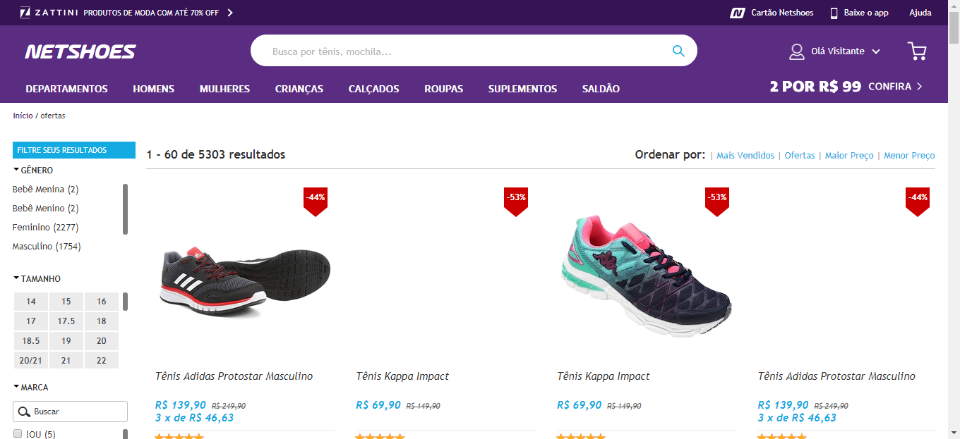 ZATTINI PRODUTOS DE MODA COM ATÉ 70% OFF
Cartão Netshoes
Baixe o app
Ajuda
NETSHOES
Busca por tênis, mochila...
Olá Visitante
DEPARTAMENTOS HOMENS MULHERES CRIANÇAS CALÇADOS ROUPAS SUPLEMENTOS SALDÃO
2 POR R$ 99 CONFIRA
Início / ofertas
FILTRE SEUS RESULTADOS
1 - 60 de 5303 resultados
Ordenar por: | Mais Vendidos | Ofertas | Maior Preço | Menor Preço
GÊNERO
Bebê Menina (2)
Bebê Menino (2)
Feminino (2277)
Masculino (1754)
TAMANHO
14 15 16
17 17.5 18
18.5 19 20
20/21 21 22
MARCA
Buscar
!OU (5)
-44% -53% -53% -44%
Tênis Adidas Protostar Masculino
R$ 139,90 R$ 249,90
3 x de R$ 46,63
Tênis Kappa Impact
R$ 69,90 R$ 149,90
Tênis Kappa Impact
R$ 69,90 R$ 149,90
Tênis Adidas Protostar Masculino
R$ 139,90 R$ 249,90
3 x de R$ 46,63